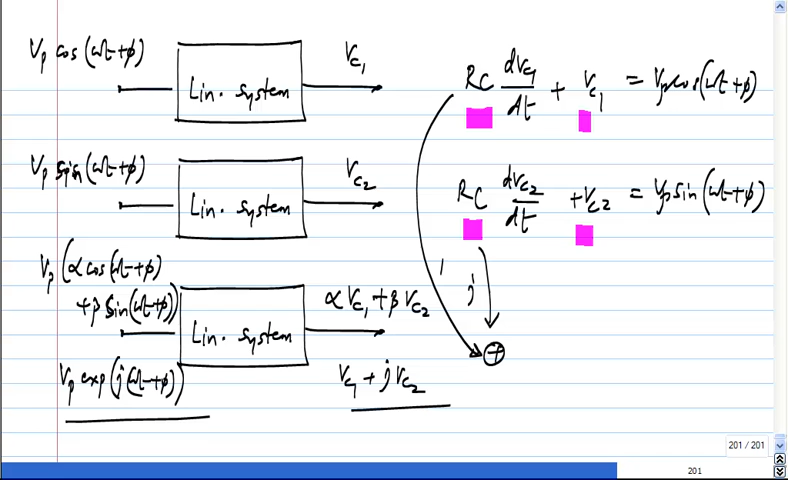 Vp cos(ωt+φ)
Lin. system
Vc1
RC dVc1/dt + Vc1 = Vp cos(ωt+φ)
Vp sin(ωt+φ)
Lin. system
Vc2
RC dVc2/dt + Vc2 = Vp sin(ωt+φ)
Vp(α cos(ωt+φ)
+β sin(ωt+φ))
Lin. system
αVc1 + βVc2
1
j
+
Vp exp(j(ωt+φ))
Vc1 + jVc2
201 / 201
201